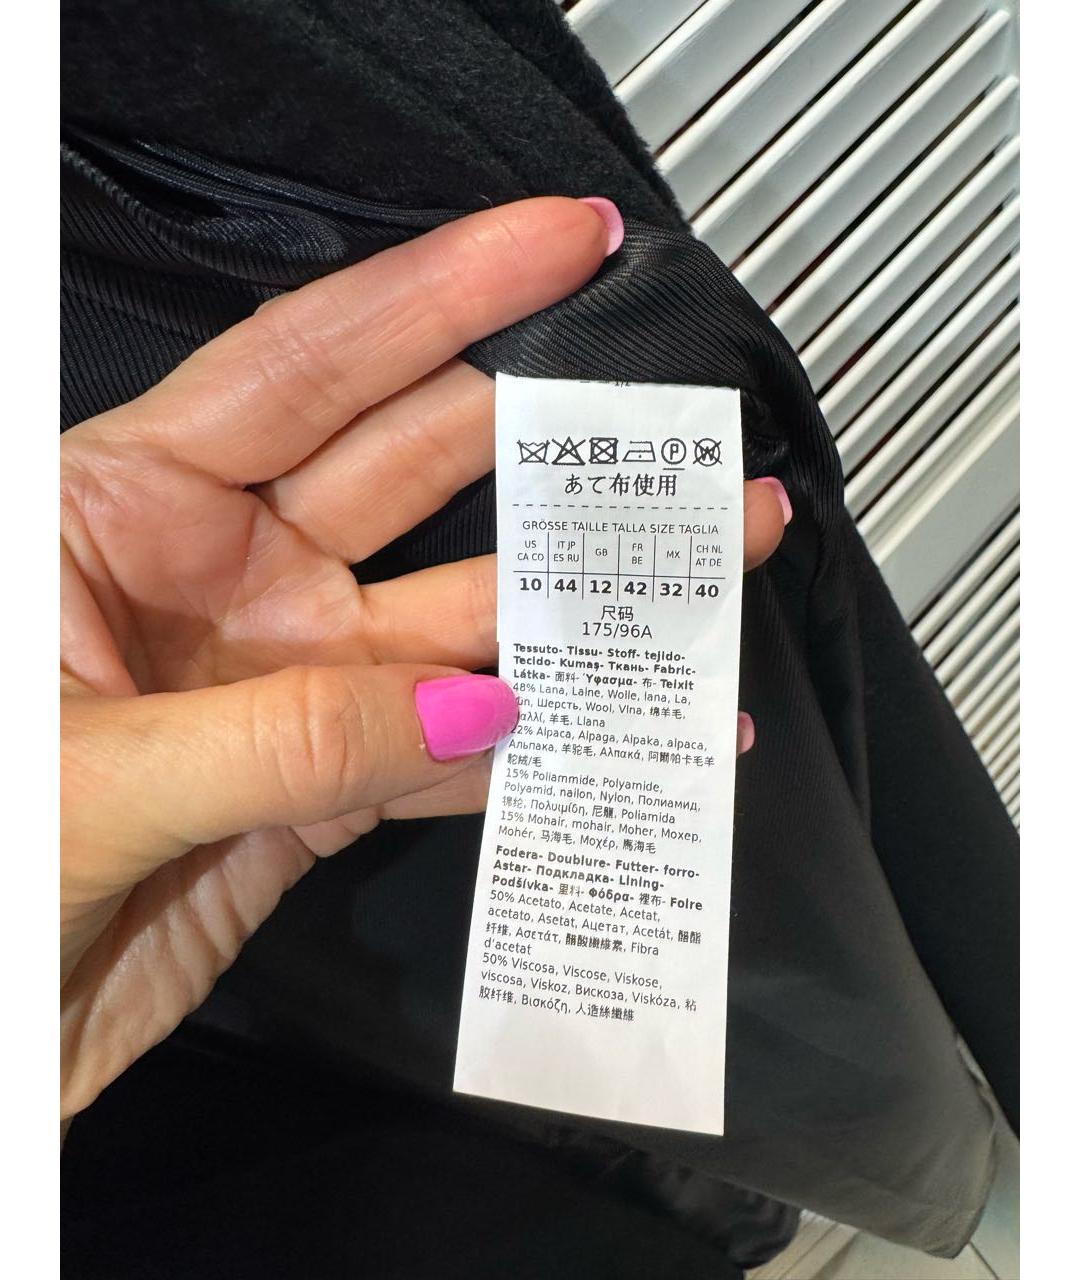 1/2
あて布使用
GRÖSSE TAILLE TALLA SIZE TAGLIA
US CA CO IT JP ES RU GB FR BE MX CH NL AT DE
10 44 12 42 32 40
尺码
175/96A
Tessuto- Tissu- Stoff- tejido-
Tecido- Kumaş- Ткань- Fabric-
Látka- 面料- Ύφασμα- 布- Teixit
48% Lana, Laine, Wolle, lana, La,
Шерсть, Wool, Vlna, 绵羊毛,
羊毛, Llana
Alpaca, Alpaga, Alpaka, alpaca,
Альпака, 羊驼毛, Αλπακά, 阿爾帕卡毛羊
駝絨/毛
15% Poliammide, Polyamide,
Polyamid, nailon, Nylon, Полиамид,
锦纶, Πολυιμίδη, 尼龍, Poliamida
15% Mohair, mohair, Moher, Мохер,
Mohér, 马海毛, Μοχέρ, 馬海毛
Fodera- Doublure- Futter- forro-
Astar- Подкладка- Lining-
Podšívka- 里料- Φόδρα- 裡布- Folre
50% Acetato, Acetate, Acetat,
acetato, Asetat, Ацетат, Acetát, 醋酯
纤维, Ασετάτ, 醋酸纖維素, Fibra
d'acetat
50% Viscosa, Viscose, Viskose,
viscosa, Viskoz, Вискоза, Viskóza, 粘
胶纤维, Βισκόζη, 人造絲纖維